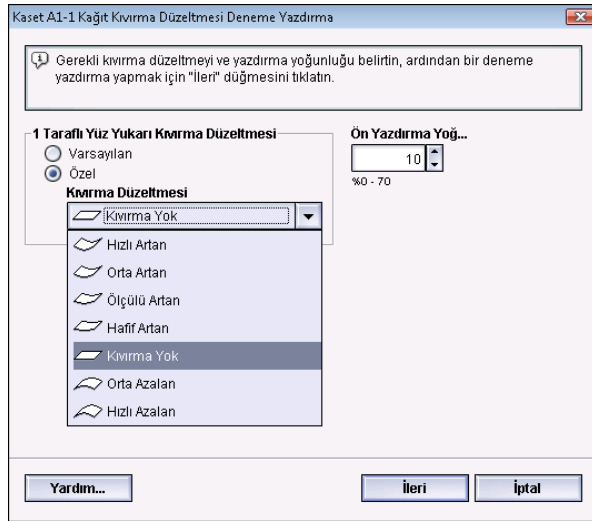 Kaset A1-1 Kağıt Kıvırma Düzeltmesi Deneme Yazdırma
Gerekli kıvırma düzeltmeyi ve yazdırma yoğunluğu belirtin, ardından bir deneme
yazdırma yapmak için "İleri" düğmesini tıklatın.
1 Taraflı Yüz Yukarı Kıvırma Düzeltmesi
Varsayılan
Özel
Kıvırma Düzeltmesi
Kıvırma Yok
Hızlı Artan
Orta Artan
Ölçülü Artan
Hafif Artan
Kıvırma Yok
Orta Azalan
Hızlı Azalan
Ön Yazdırma Yoğ...
10
%0 - 70
Yardım...
İleri
İptal